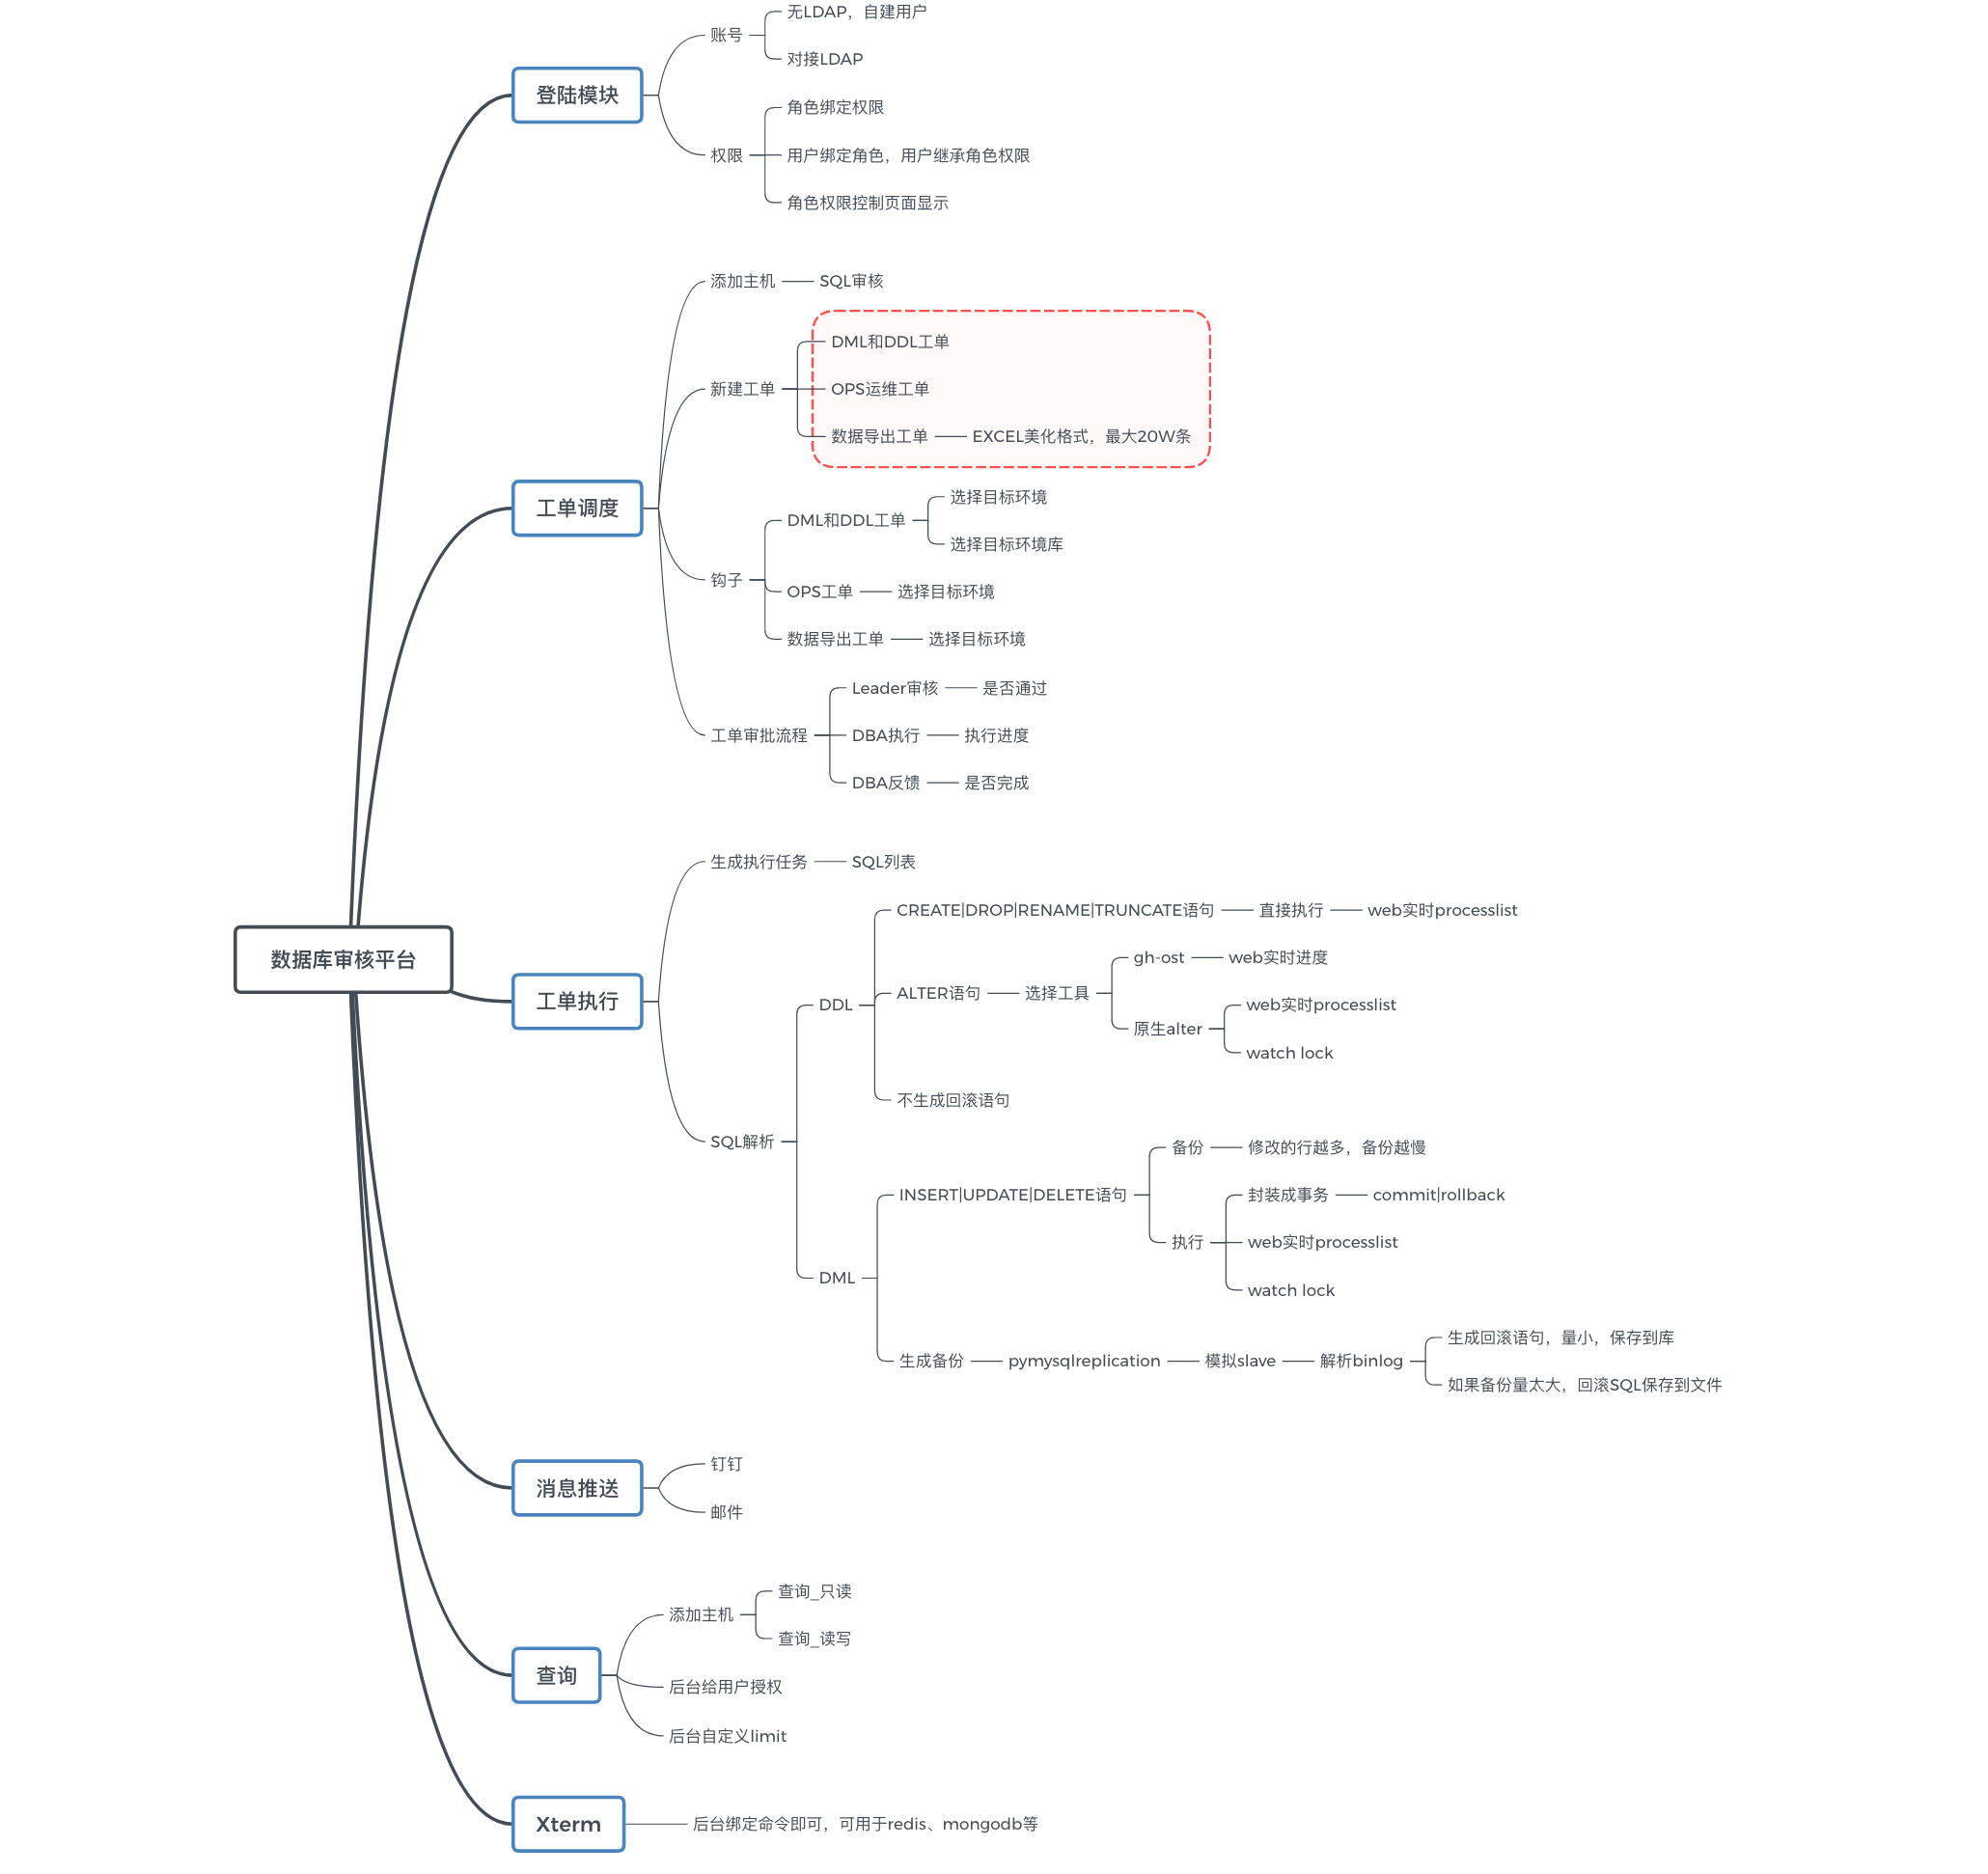 无LDAP，自建用户
账号
对接LDAP
登陆模块
角色绑定权限
权限
用户绑定角色，用户继承角色权限
角色权限控制页面显示
添加主机
SQL审核
DML和DDL工单
新建工单
OPS运维工单
数据导出工单
EXCEL美化格式，最大20W条
工单调度
选择目标环境
DML和DDL工单
选择目标环境库
钩子
OPS工单
选择目标环境
数据导出工单
选择目标环境
Leader审核
是否通过
工单审批流程
DBA执行
执行进度
DBA反馈
是否完成
数据库审核平台
生成执行任务
SQL列表
工单执行
CREATE|DROP|RENAME|TRUNCATE语句
直接执行
web实时processlist
DDL
ALTER语句
选择工具
gh-ost
web实时进度
原生alter
web实时processlist
watch lock
不生成回滚语句
SQL解析
备份
修改的行越多，备份越慢
INSERT|UPDATE|DELETE语句
封装成事务
commit|rollback
执行
web实时processlist
watch lock
DML
生成备份
pymysqlreplication
模拟slave
解析binlog
生成回滚语句，量小，保存到库
如果备份量太大，回滚SQL保存到文件
钉钉
消息推送
邮件
查询_只读
添加主机
查询_读写
查询
后台给用户授权
后台自定义limit
Xterm
后台绑定命令即可，可用于redis、mongodb等